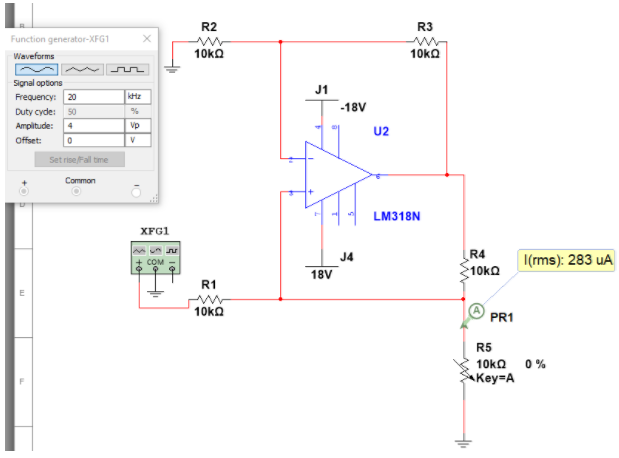 Function generator-XFG1
Waveforms
Signal options
Frequency: 20 kHz
Duty cycle: 50 %
Amplitude: 4 Vp
Offset: 0 V
Set rise/Fall time
+ Common −
R2
10kΩ
R3
10kΩ
J1
-18V
U2
4 8
2 −
6
3 +
7 1 5
LM318N
J4
18V
XFG1
+ COM −
R1
10kΩ
R4
10kΩ
I(rms): 283 uA
A
PR1
R5
10kΩ 0 %
Key=A
E
F